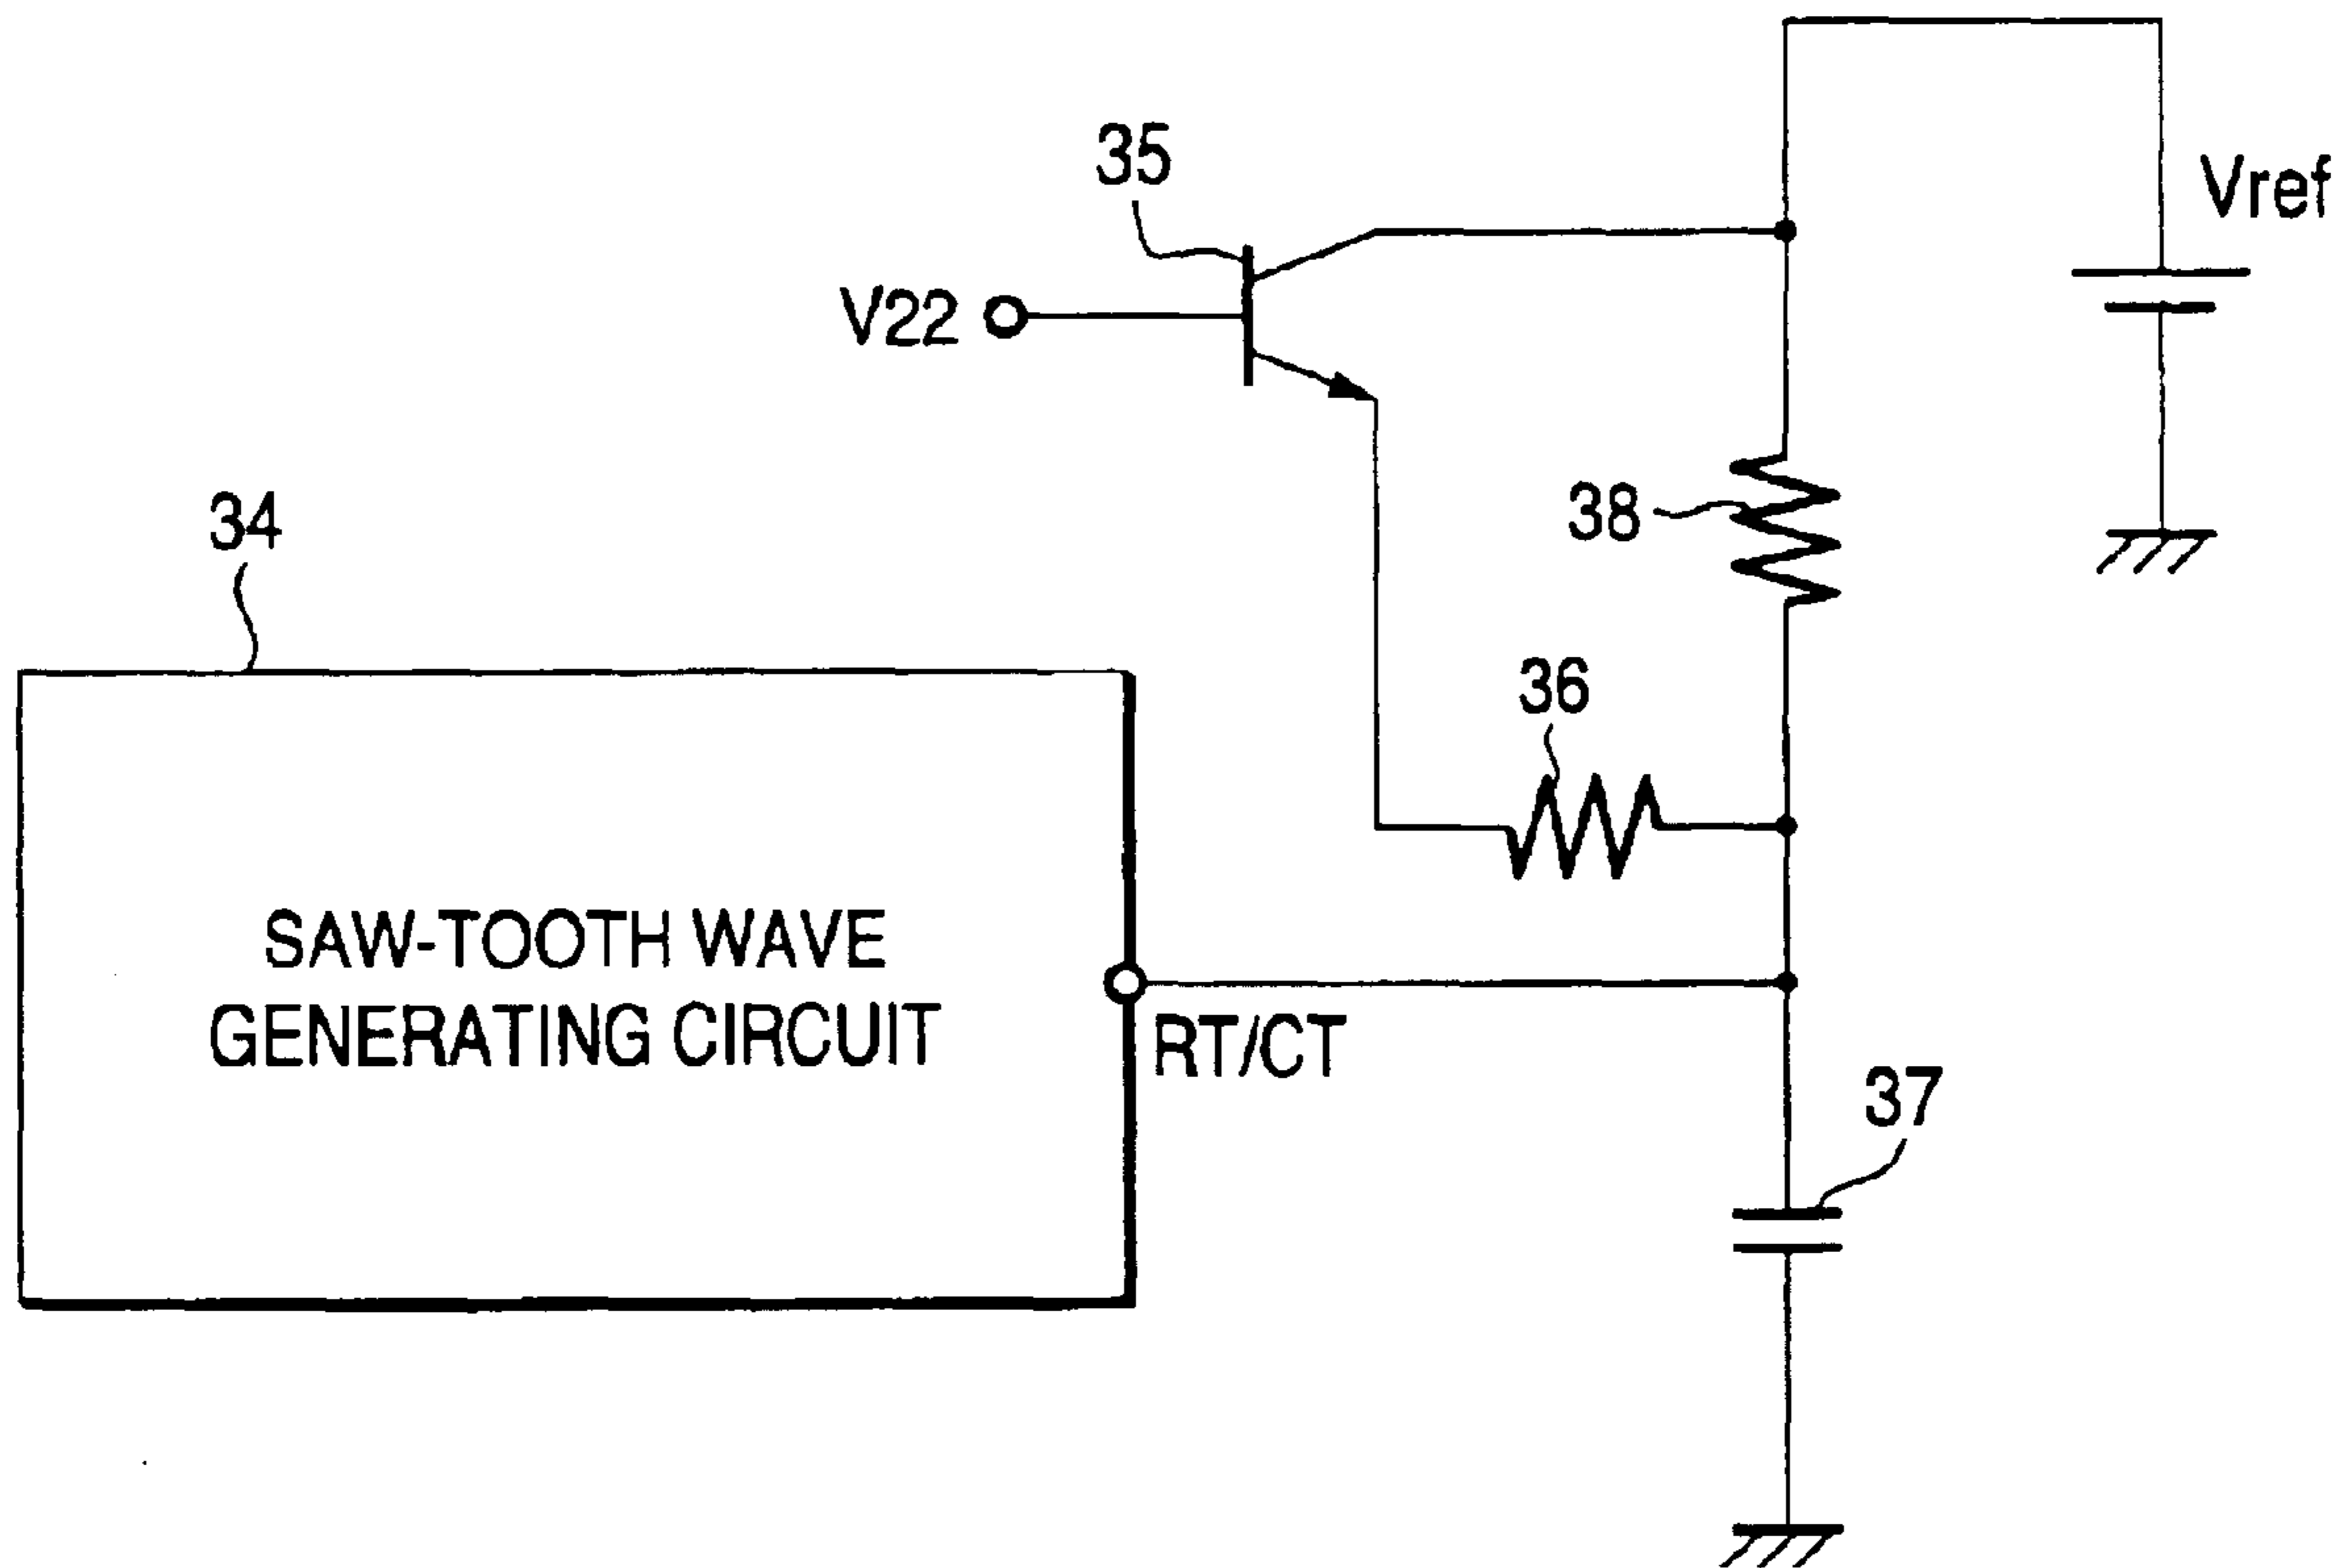 35
Vref
V22
34
38
36
SAW-TOOTH WAVE
GENERATING CIRCUIT
RT/CT
37